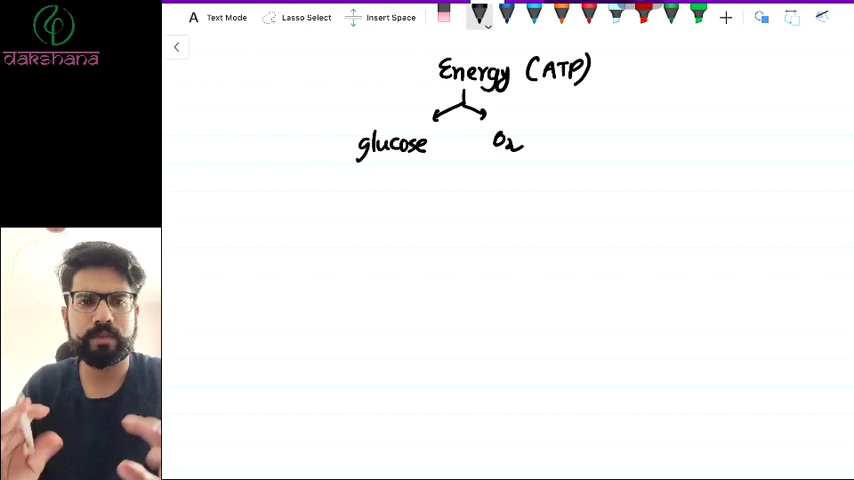 dakshana
A Text Mode Lasso Select Insert Space
Energy (ATP)
glucose O₂